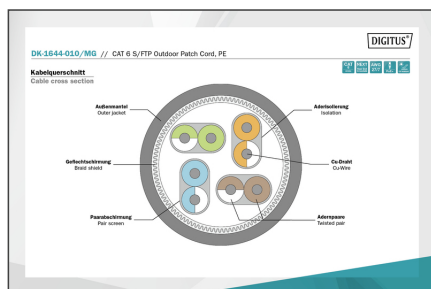 DIGITUS®
DK-1644-010/MG // CAT 6 S/FTP Outdoor Patch Cord, PE
Kabelquerschnitt
Cable cross section
Außenmantel
Outer jacket
Aderisolierung
Isolation
Geflechtschirmung
Braid shield
Cu-Draht
Cu-Wire
Paarabschirmung
Pair screen
Adernpaare
Twisted pair